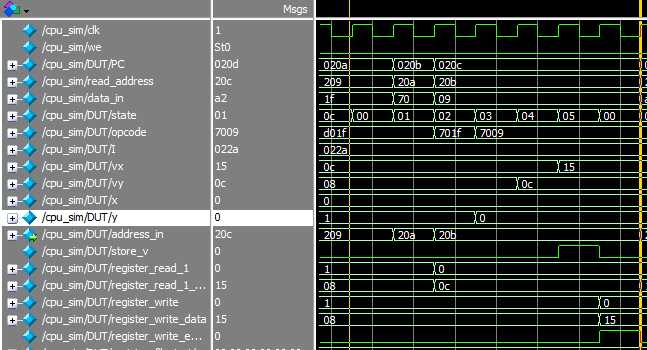 Msgs
/cpu_sim/clk 1
/cpu_sim/we St0
/cpu_sim/DUT/PC 020d 020a 020b 020c
/cpu_sim/read_address 20c 209 20a 20b
/cpu_sim/data_in a2 1f 70 09
/cpu_sim/DUT/state 01 0c 00 01 02 03 04 05 00
/cpu_sim/DUT/opcode 7009 d01f 701f 7009
/cpu_sim/DUT/I 022a 022a
/cpu_sim/DUT/vx 15 0c 15
/cpu_sim/DUT/vy 0c 08 0c
/cpu_sim/DUT/x 0 0
/cpu_sim/DUT/y 0 1 0
/cpu_sim/DUT/address_in 20c 209 20a 20b
/cpu_sim/DUT/store_v 0
/cpu_sim/DUT/register_read_1 0 1 0
/cpu_sim/DUT/register_read_1_... 15 08 0c
/cpu_sim/DUT/register_write 0 1 0
/cpu_sim/DUT/register_write_data 15 08 15
/cpu_sim/DUT/register_write_e... 0